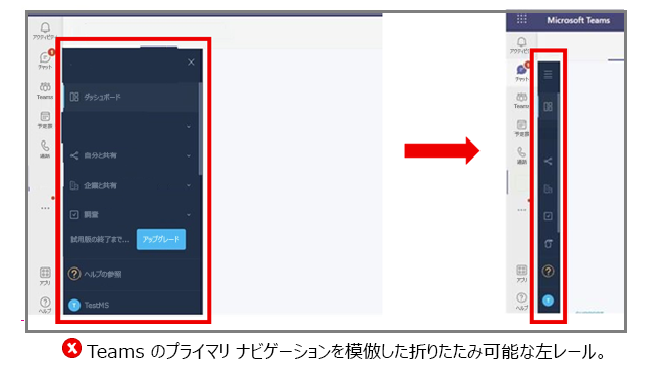 アクティビティ
チャット
Teams
予定表
通話
...
アプリ
ヘルプ
X
ダッシュボード
自分と共有
企業と共有
調査
試用版の終了まで...
アップグレード
ヘルプの参照
T TestMS
Microsoft Teams
アクティビティ
チャット
Teams
予定表
通話
...
アプリ
ヘルプ
T
Teams のプライマリ ナビゲーションを模倣した折りたたみ可能な左レール。